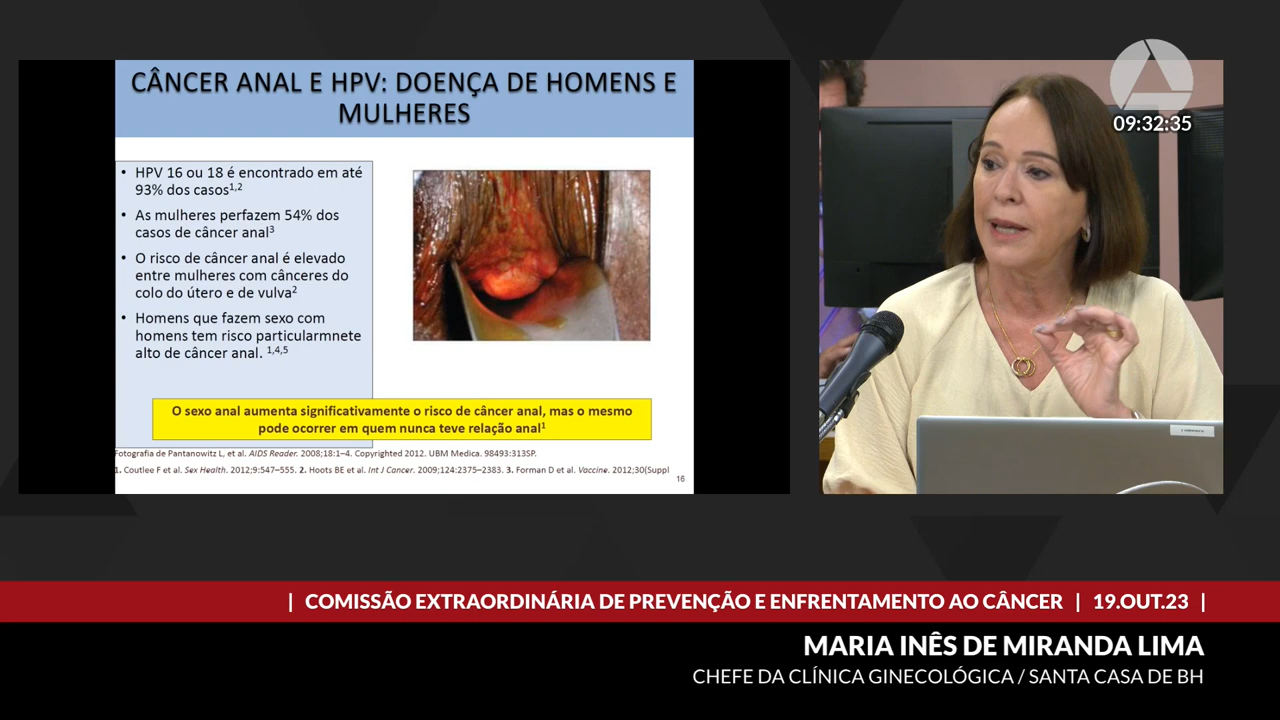 CÂNCER ANAL E HPV: DOENÇA DE HOMENS E
MULHERES
• HPV 16 ou 18 é encontrado em até
93% dos casos1,2
• As mulheres perfazem 54% dos
casos de câncer anal3
• O risco de câncer anal é elevado
entre mulheres com cânceres do
colo do útero e de vulva2
• Homens que fazem sexo com
homens tem risco particularmnete
alto de câncer anal. 1,4,5
O sexo anal aumenta significativamente o risco de câncer anal, mas o mesmo
pode ocorrer em quem nunca teve relação anal1
Fotografia de Pantanowitz L, et al. AIDS Reader. 2008;18:1–4. Copyrighted 2012. UBM Medica. 98493:313SP.
1. Coutlee F et al. Sex Health. 2012;9:547–555. 2. Hoots BE et al. Int J Cancer. 2009;124:2375–2383. 3. Forman D et al. Vaccine. 2012;30(Suppl
16
09:32:35
| COMISSÃO EXTRAORDINÁRIA DE PREVENÇÃO E ENFRENTAMENTO AO CÂNCER | 19.OUT.23 |
MARIA INÊS DE MIRANDA LIMA
CHEFE DA CLÍNICA GINECOLÓGICA / SANTA CASA DE BH